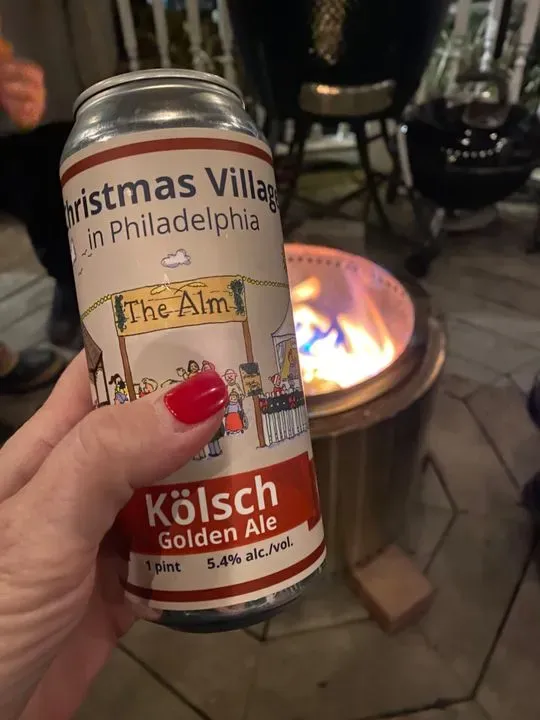 Christmas Village
in Philadelphia
The Alm
Kölsch
Golden Ale
1 pint 5.4% alc./vol.